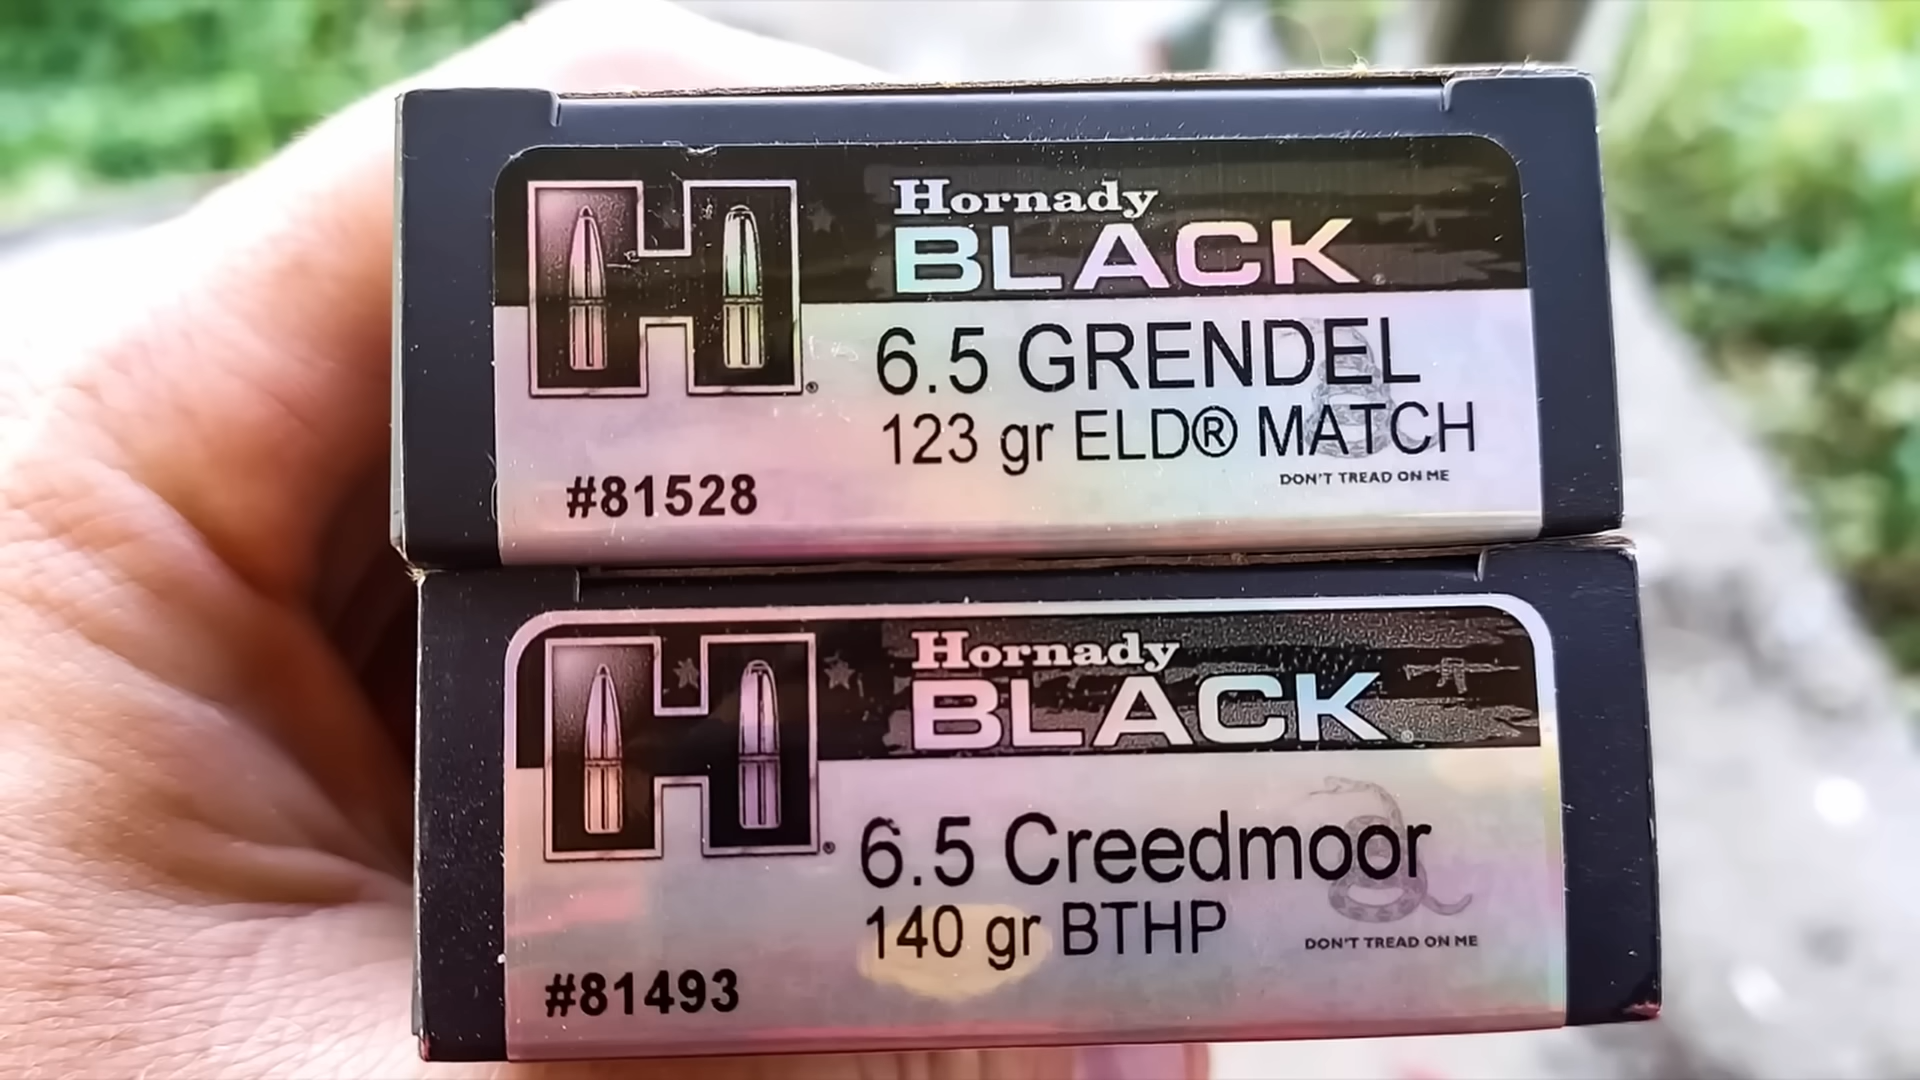 Hornady
BLACK
6.5 GRENDEL
123 gr ELD® MATCH
DON'T TREAD ON ME
#81528
Hornady
BLACK
6.5 Creedmoor
140 gr BTHP
DON'T TREAD ON ME
#81493